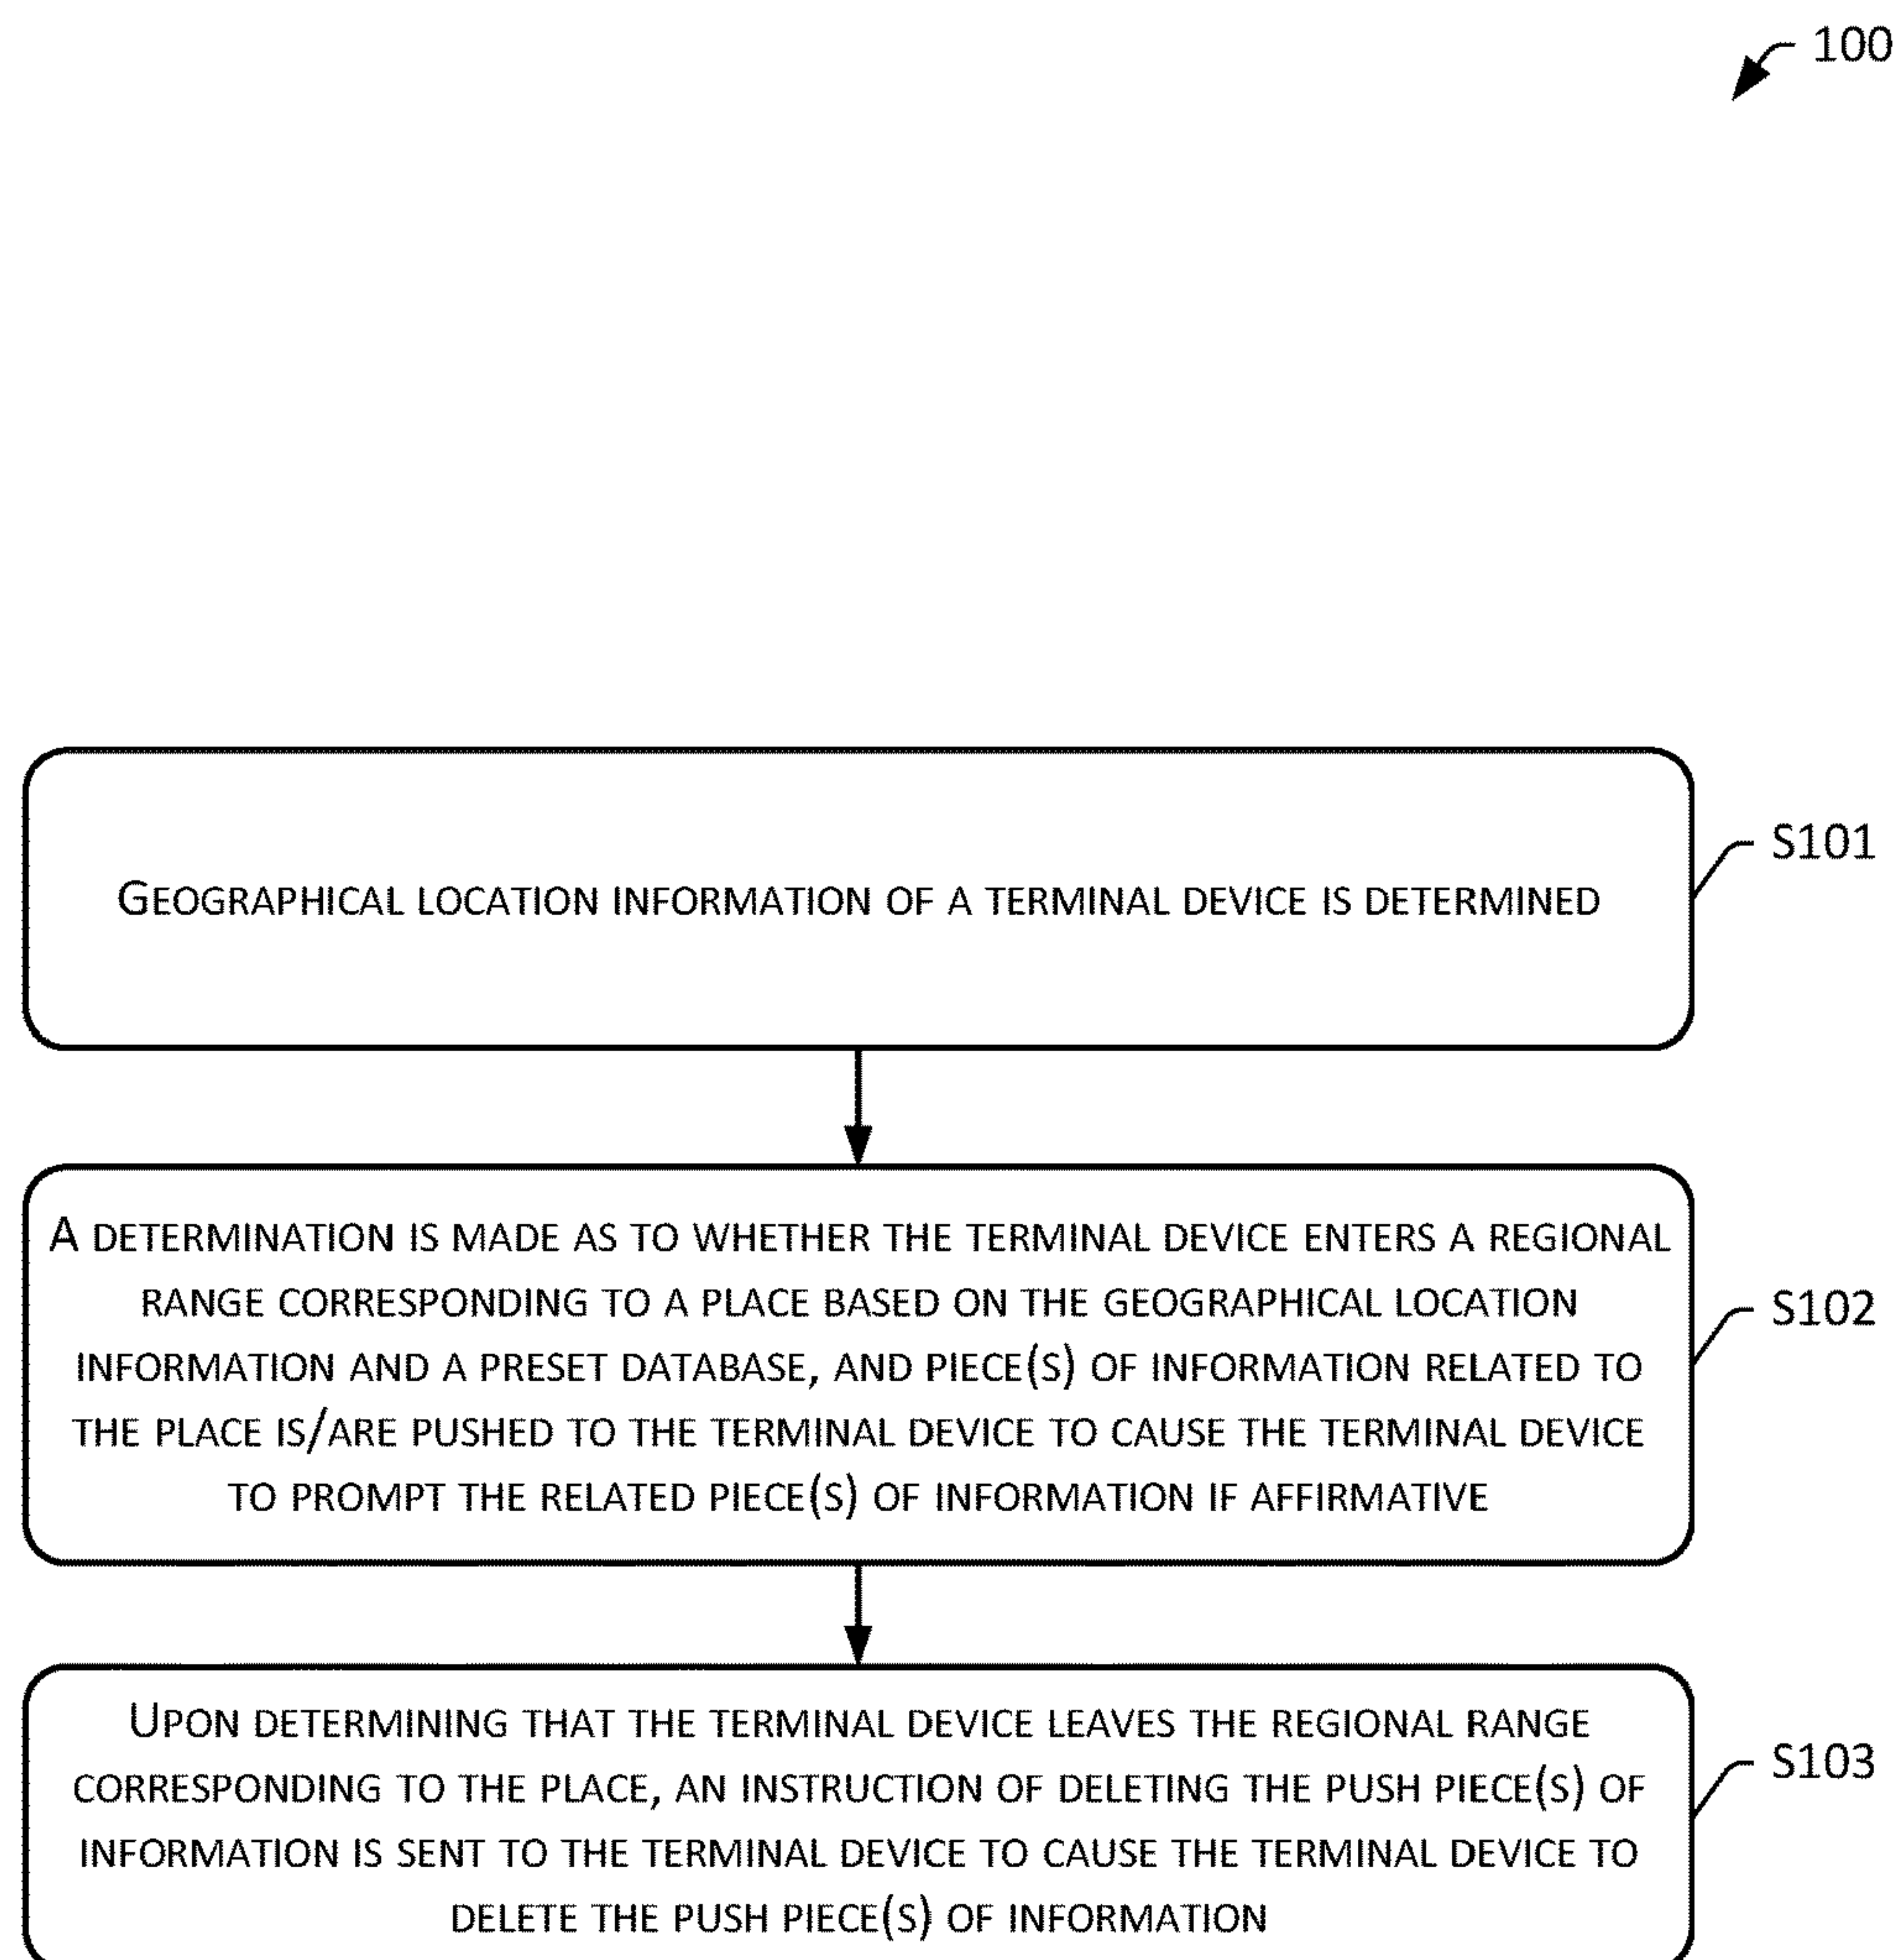 100
GEOGRAPHICAL LOCATION INFORMATION OF A TERMINAL DEVICE IS DETERMINED
S101
A DETERMINATION IS MADE AS TO WHETHER THE TERMINAL DEVICE ENTERS A REGIONAL
RANGE CORRESPONDING TO A PLACE BASED ON THE GEOGRAPHICAL LOCATION
INFORMATION AND A PRESET DATABASE, AND PIECE(S) OF INFORMATION RELATED TO
THE PLACE IS/ARE PUSHED TO THE TERMINAL DEVICE TO CAUSE THE TERMINAL DEVICE
TO PROMPT THE RELATED PIECE(S) OF INFORMATION IF AFFIRMATIVE
S102
UPON DETERMINING THAT THE TERMINAL DEVICE LEAVES THE REGIONAL RANGE
CORRESPONDING TO THE PLACE, AN INSTRUCTION OF DELETING THE PUSH PIECE(S) OF
INFORMATION IS SENT TO THE TERMINAL DEVICE TO CAUSE THE TERMINAL DEVICE TO
DELETE THE PUSH PIECE(S) OF INFORMATION
S103